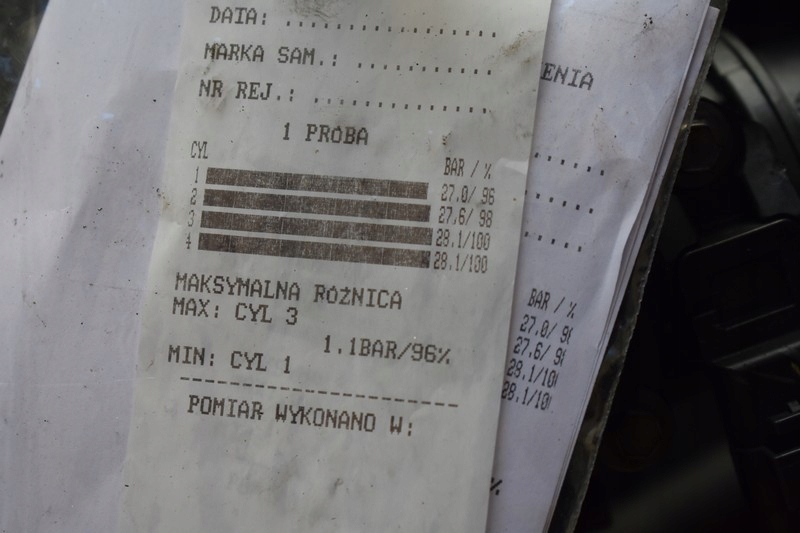 DATA: ......................
MARKA SAM.: ..............
NR REJ.: ..................
1 PROBA
CYL BAR / %
1 27.0/ 96
2 27.6/ 98
3 28.1/100
4 28.1/100
MAKSYMALNA ROZNICA
MAX: CYL 3
1.1BAR/96%
MIN: CYL 1
--------------------------------
POMIAR WYKONANO W:
ENIA
BAR / %
27.0/ 9
27.6/ 9
28.1/10
28.1/10
%